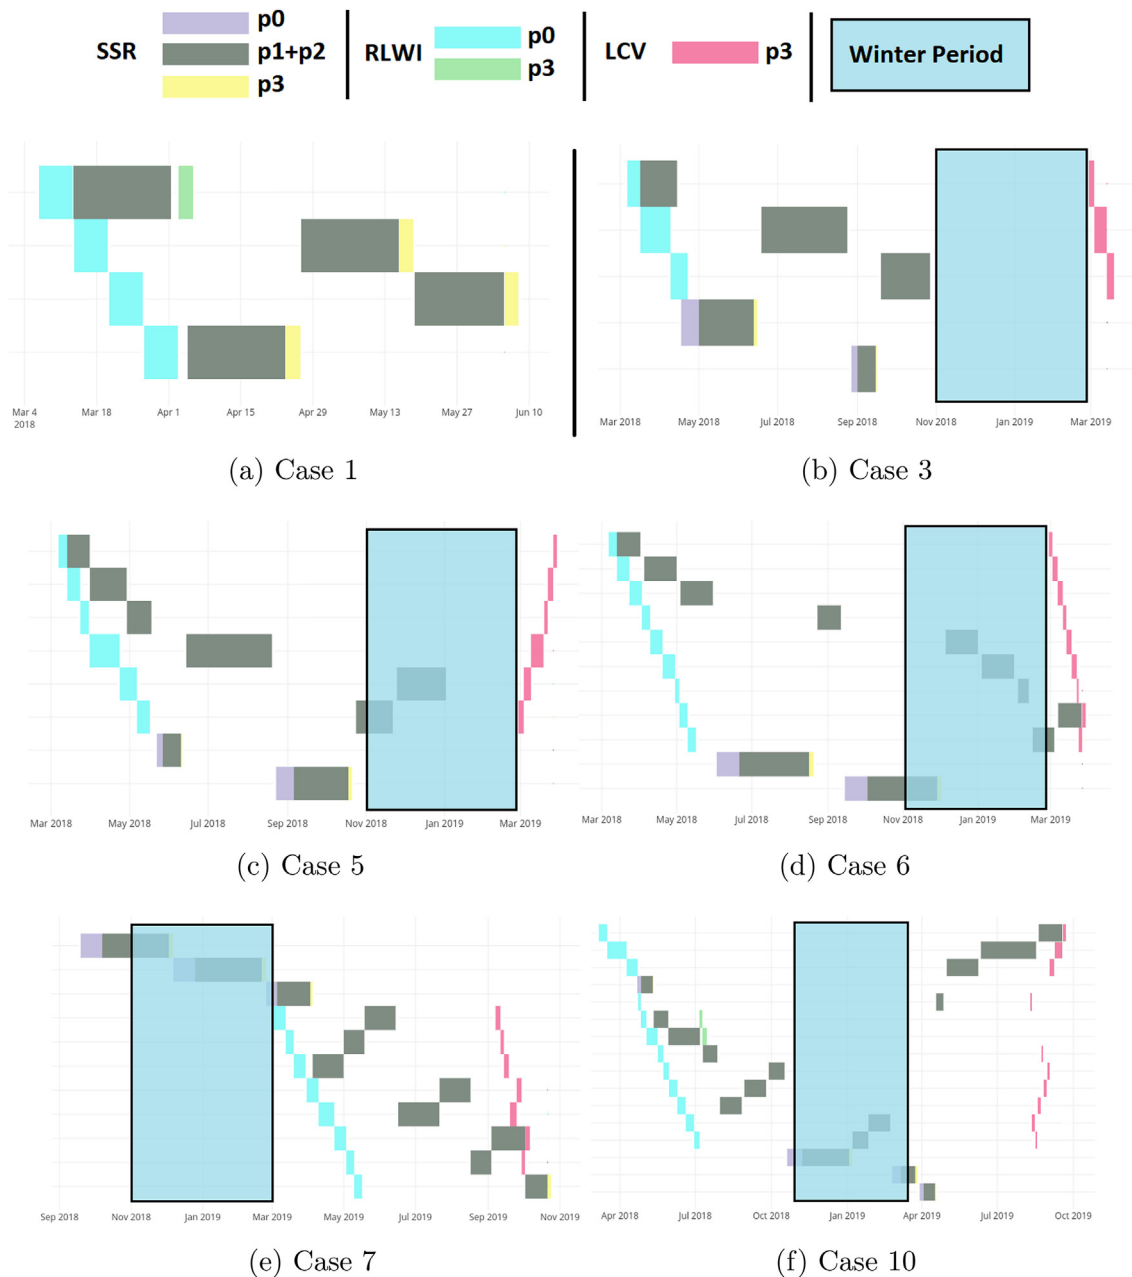 SSR p0 p1+p2 p3 RLWI p0 p3 LCV p3 Winter Period
Mar 4 2018 Mar 18 Apr 1 Apr 15 Apr 29 May 13 May 27 Jun 10
Mar 2018 May 2018 Jul 2018 Sep 2018 Nov 2018 Jan 2019 Mar 2019
(a) Case 1
(b) Case 3
Mar 2018 May 2018 Jul 2018 Sep 2018 Nov 2018 Jan 2019 Mar 2019
Mar 2018 May 2018 Jul 2018 Sep 2018 Nov 2018 Jan 2019 Mar 2019
(c) Case 5
(d) Case 6
Sep 2018 Nov 2018 Jan 2019 Mar 2019 May 2019 Jul 2019 Sep 2019 Nov 2019
Apr 2018 Jul 2018 Oct 2018 Jan 2019 Apr 2019 Jul 2019 Oct 2019
(e) Case 7
(f) Case 10